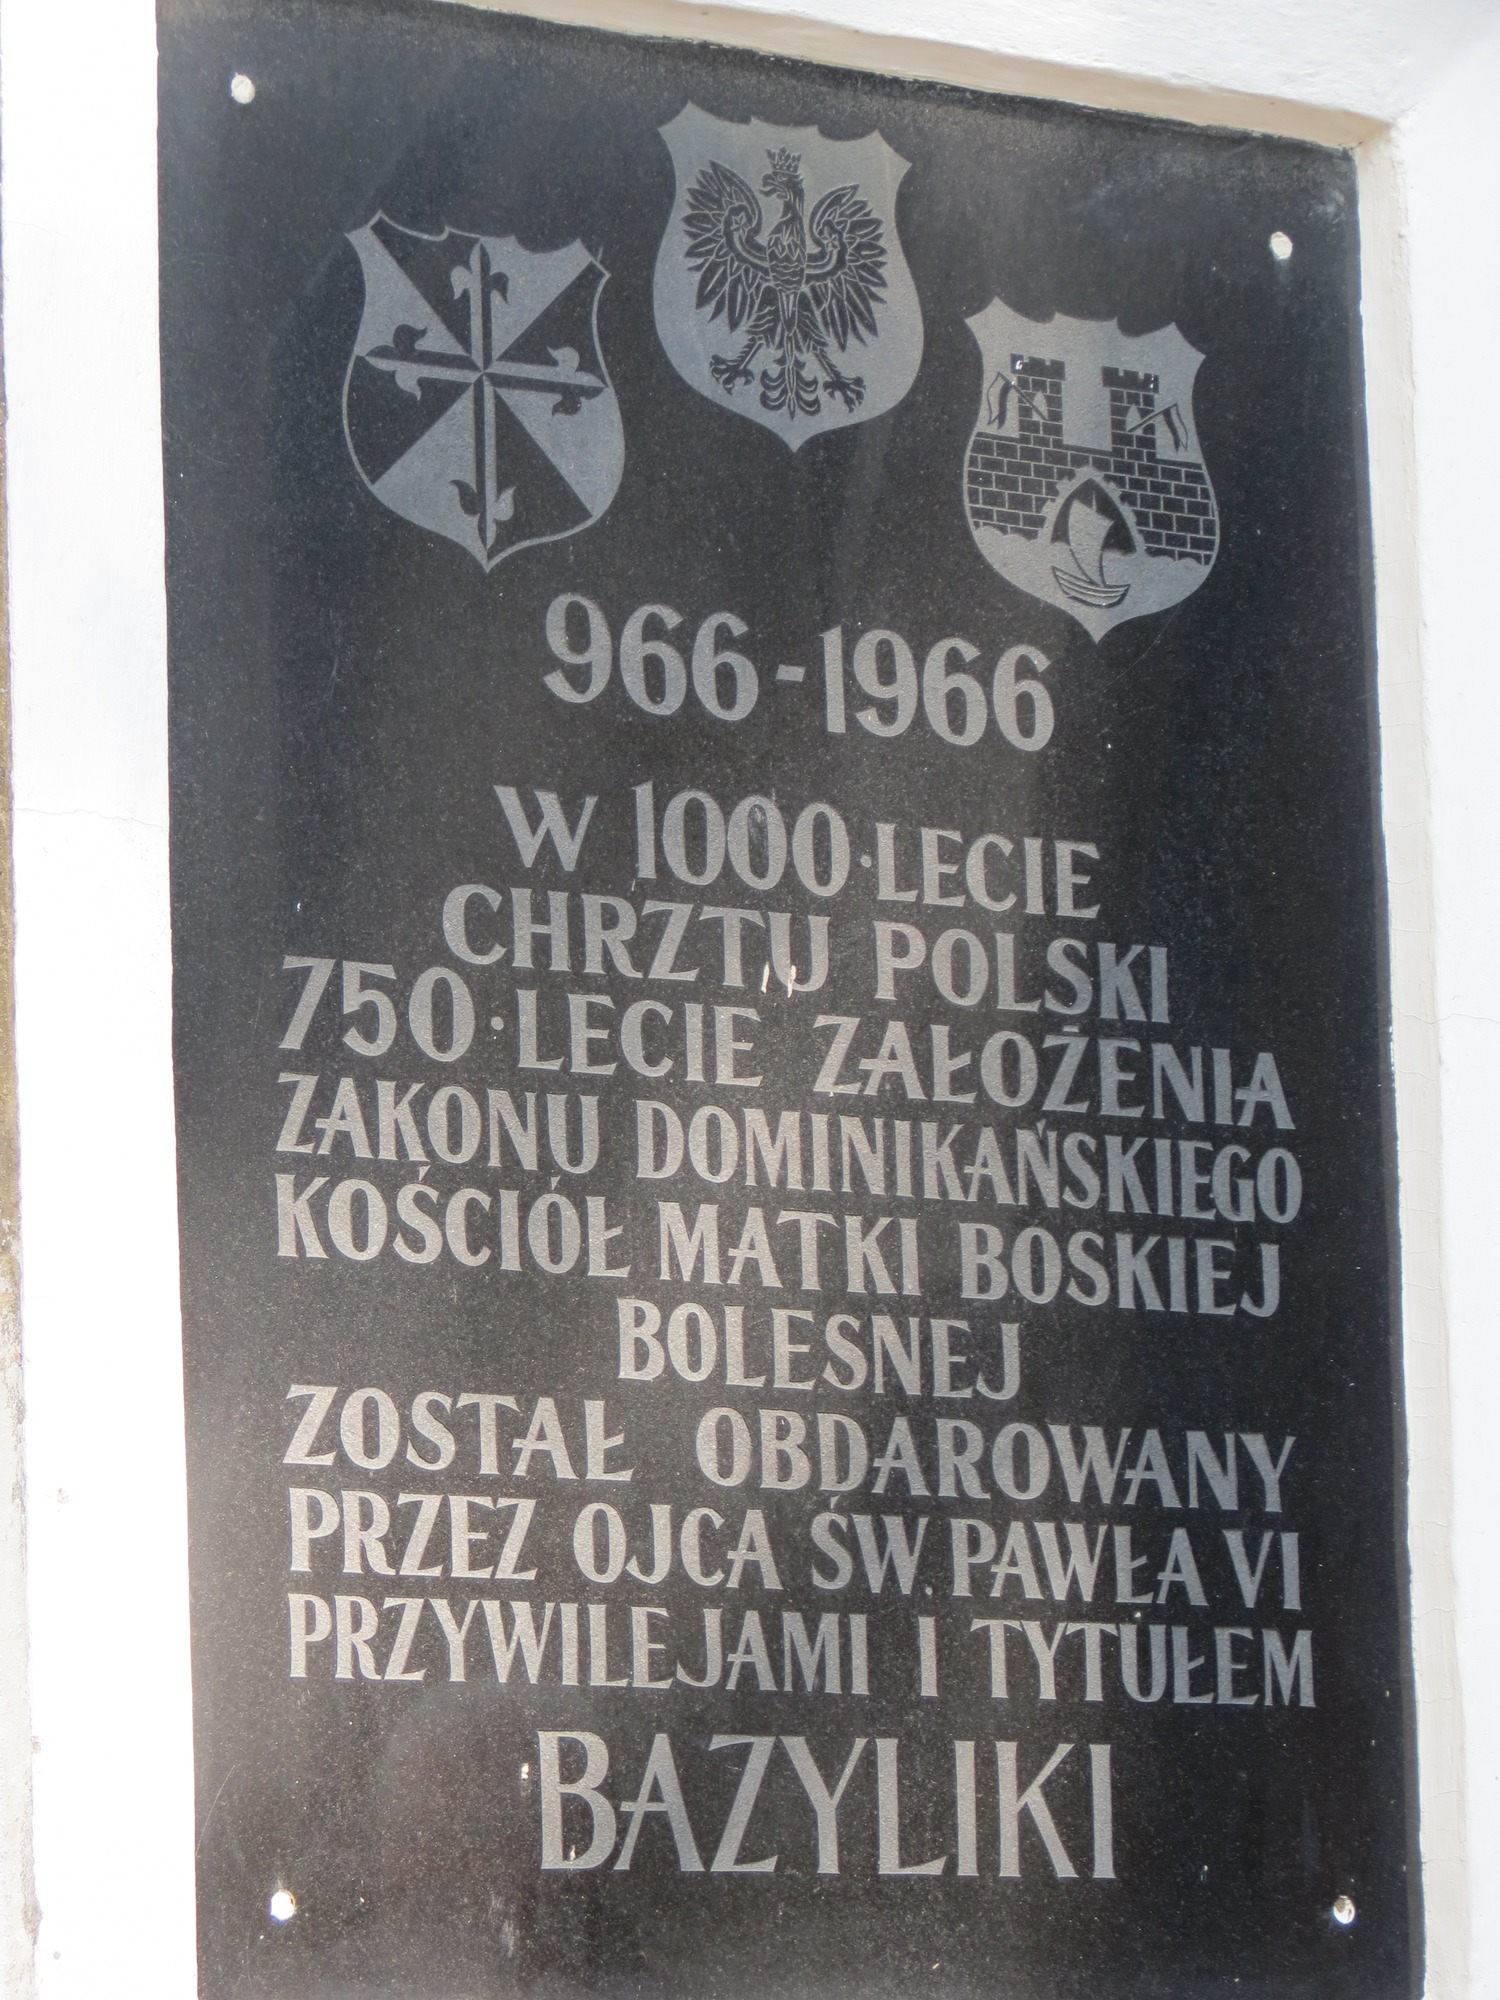 966-1966
W 1000·LECIE
CHRZTU POLSKI
750·LECIE ZAŁOŻENIA
ZAKONU DOMINIKAŃSKIEGO
KOŚCIÓŁ MATKI BOSKIEJ
BOLESNEJ
ZOSTAŁ OBDAROWANY
PRZEZ OJCA ŚW. PAWŁA VI
PRZYWILEJAMI I TYTUŁEM
BAZYLIKI